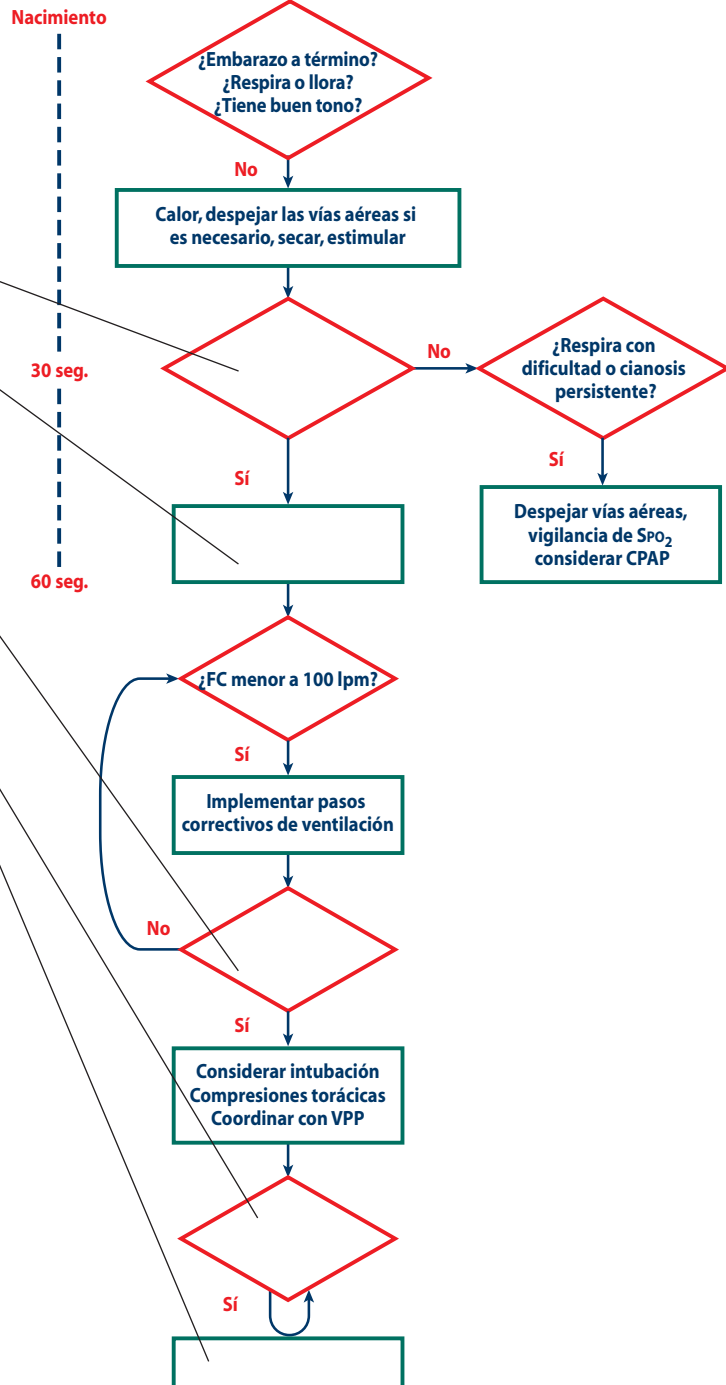 Nacimiento
¿Embarazo a término?
¿Respira o llora?
¿Tiene buen tono?
No
Calor, despejar las vías aéreas si
es necesario, secar, estimular
30 seg.
No
¿Respira con
dificultad o cianosis
persistente?
Sí
Sí
Despejar vías aéreas,
vigilancia de SPO2
considerar CPAP
60 seg.
¿FC menor a 100 lpm?
Sí
Implementar pasos
correctivos de ventilación
No
Sí
Considerar intubación
Compresiones torácicas
Coordinar con VPP
Sí